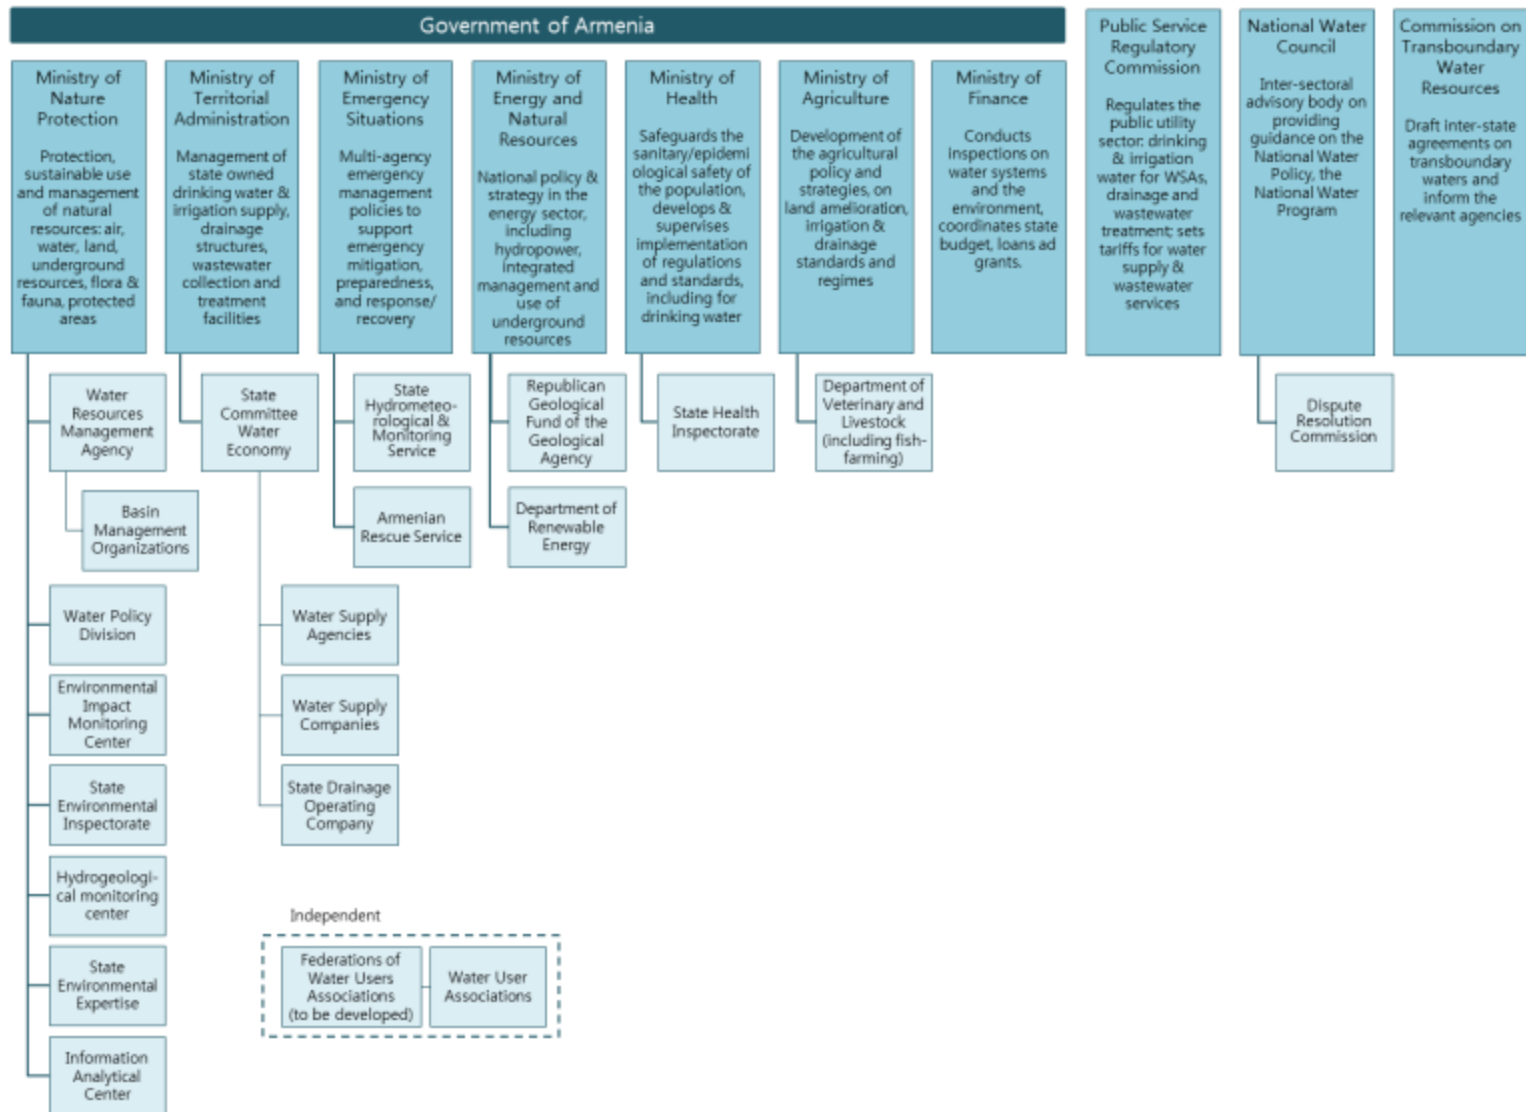 Government of Armenia
Ministry of
Nature
Protection
Protection,
sustainable use
and management
of natural
resources: air,
water, land,
underground
resources, flora &
fauna, protected
areas
Ministry of
Territorial
Administration
Management of
state owned
drinking water &
irrigation supply,
drainage
structures,
wastewater
collection and
treatment
facilities
Ministry of
Emergency
Situations
Multi-agency
emergency
management
policies to
support
emergency
mitigation,
preparedness,
and response/
recovery
Ministry of
Energy and
Natural
Resources
National policy &
strategy in the
energy sector,
including
hydropower,
integrated
management and
use of
underground
resources
Ministry of
Health
Safeguards the
sanitary/epidemi
ological safety of
the population,
develops &
supervises
implementation
of regulations
and standards,
including for
drinking water
Ministry of
Agriculture
Development of
the agricultural
policy and
strategies, on
land amelioration,
irrigation &
drainage
standards and
regimes
Ministry of
Finance
Conducts
inspections on
water systems
and the
environment,
coordinates state
budget, loans ad
grants.
Public Service
Regulatory
Commission
Regulates the
public utility
sector: drinking
& irrigation
water for WSAs,
drainage and
wastewater
treatment; sets
tariffs for water
supply &
wastewater
services
National Water
Council
Inter-sectoral
advisory body on
providing
guidance on the
National Water
Policy, the
National Water
Program
Commission on
Transboundary
Water
Resources
Draft inter-state
agreements on
transboundary
waters and
inform the
relevant agencies
Water
Resources
Management
Agency
Basin
Management
Organizations
Water Policy
Division
Environmental
Impact
Monitoring
Center
State
Environmental
Inspectorate
Hydrogeologi-
cal monitoring
center
State
Environmental
Expertise
Information
Analytical
Center
State
Committee
Water
Economy
Water Supply
Agencies
Water Supply
Companies
State Drainage
Operating
Company
State
Hydrometeo-
rological &
Monitoring
Service
Armenian
Rescue Service
Republican
Geological
Fund of the
Geological
Agency
Department of
Renewable
Energy
State Health
Inspectorate
Department of
Veterinary and
Livestock
(including fish-
farming)
Dispute
Resolution
Commission
Independent
Federations of
Water Users
Associations
(to be developed)
Water User
Associations